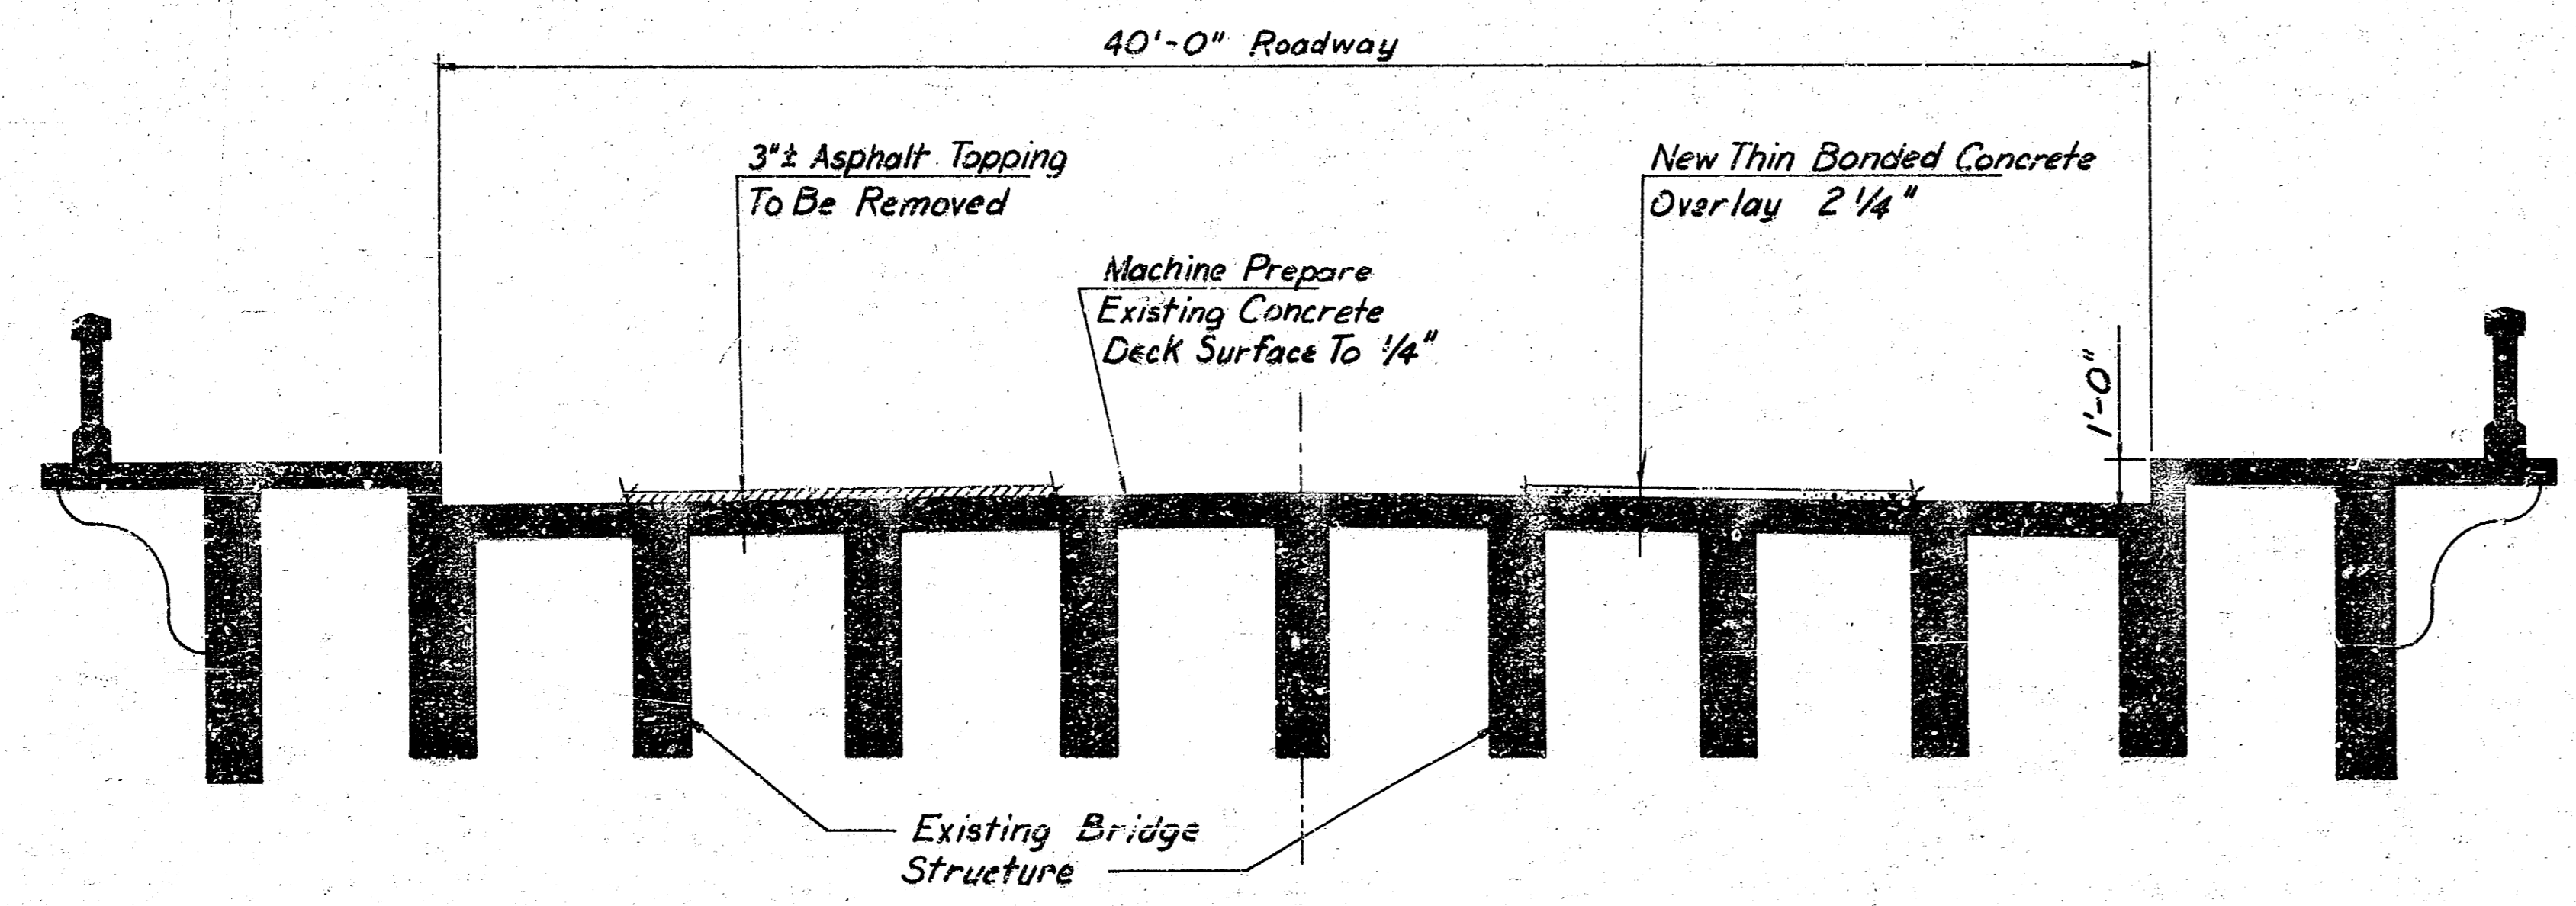 40'-0" Roadway
3"± Asphalt Topping
To Be Removed
New Thin Bonded Concrete
Overlay 2 1/4"
Machine Prepare
Existing Concrete
Deck Surface To 1/4"
1'-0"
Existing Bridge
Structure